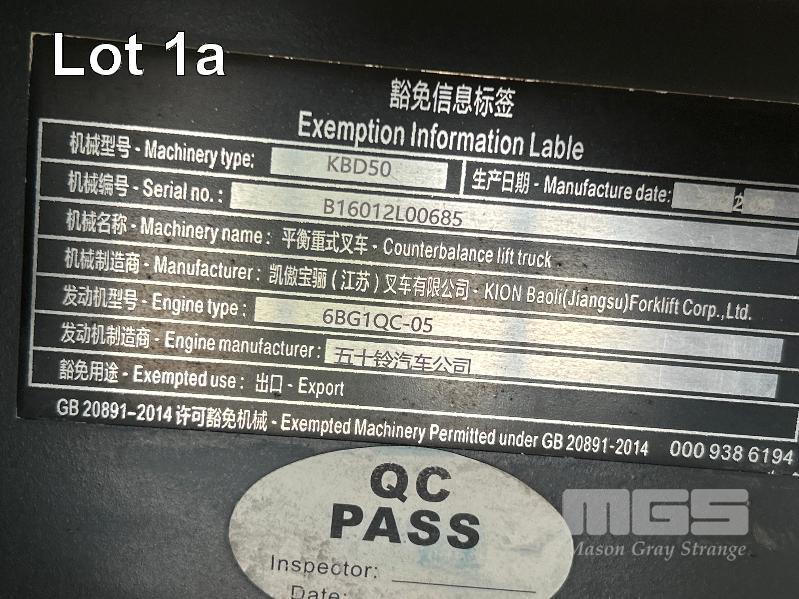 Lot 1a
豁免信息标签
Exemption Information Lable
机械型号 - Machinery type: KBD50 生产日期 - Manufacture date:
机械编号 - Serial no.: B16012L00685
机械名称 - Machinery name: 平衡重式叉车 - Counterbalance lift truck
机械制造商 - Manufacturer: 凯傲宝骊(江苏)叉车有限公司 - KION Baoli(Jiangsu)Forklift Corp.,Ltd.
发动机型号 - Engine type: 6BG1QC-05
发动机制造商 - Engine manufacturer: 五十铃汽车公司
豁免用途 - Exempted use: 出口 - Export
GB 20891-2014 许可豁免机械 - Exempted Machinery Permitted under GB 20891-2014 000 938 6194
QC
PASS
MGS
Mason Gray Strange
Inspector:
Date: